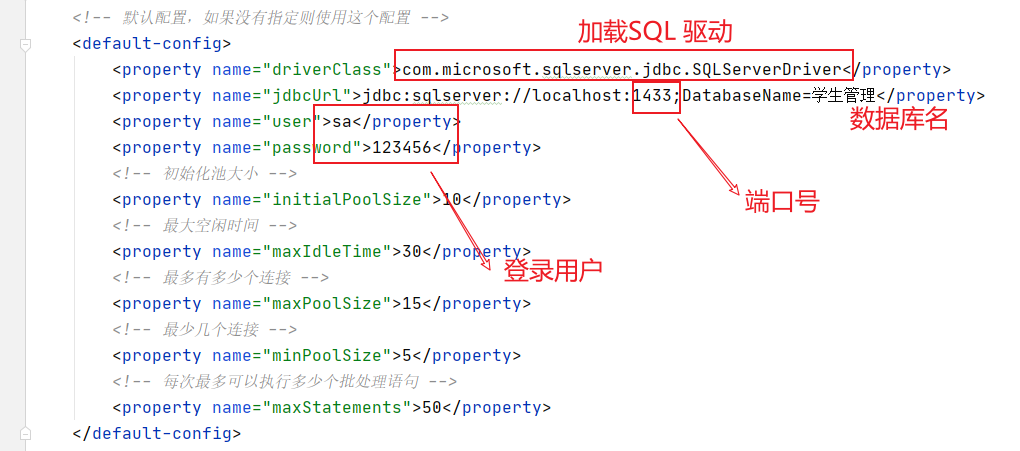 <!-- 默认配置，如果没有指定则使用这个配置 -->
加载SQL 驱动
<default-config>
<property name="driverClass">com.microsoft.sqlserver.jdbc.SQLServerDriver</property>
<property name="jdbcUrl">jdbc:sqlserver://localhost:1433;DatabaseName=学生管理</property>
<property name="user">sa</property>
数据库名
<property name="password">123456</property>
<!-- 初始化池大小 -->
<property name="initialPoolSize">10</property>
端口号
<!-- 最大空闲时间 -->
<property name="maxIdleTime">30</property>
登录用户
<!-- 最多有多少个连接 -->
<property name="maxPoolSize">15</property>
<!-- 最少几个连接 -->
<property name="minPoolSize">5</property>
<!-- 每次最多可以执行多少个批处理语句 -->
<property name="maxStatements">50</property>
</default-config>